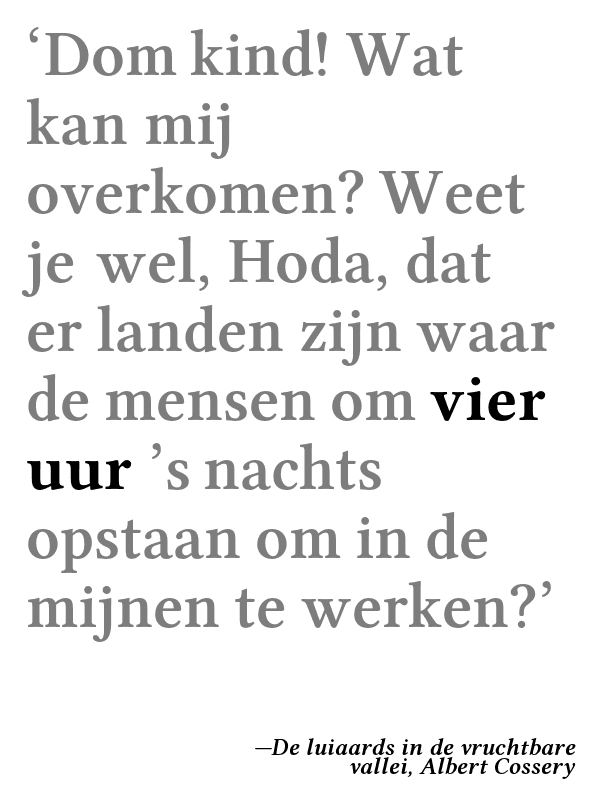 ‘Dom kind! Wat
kan mij
overkomen? Weet
je wel, Hoda, dat
er landen zijn waar
de mensen om vier
uur ’s nachts
opstaan om in de
mijnen te werken?’
—De luiaards in de vruchtbare
vallei, Albert Cossery